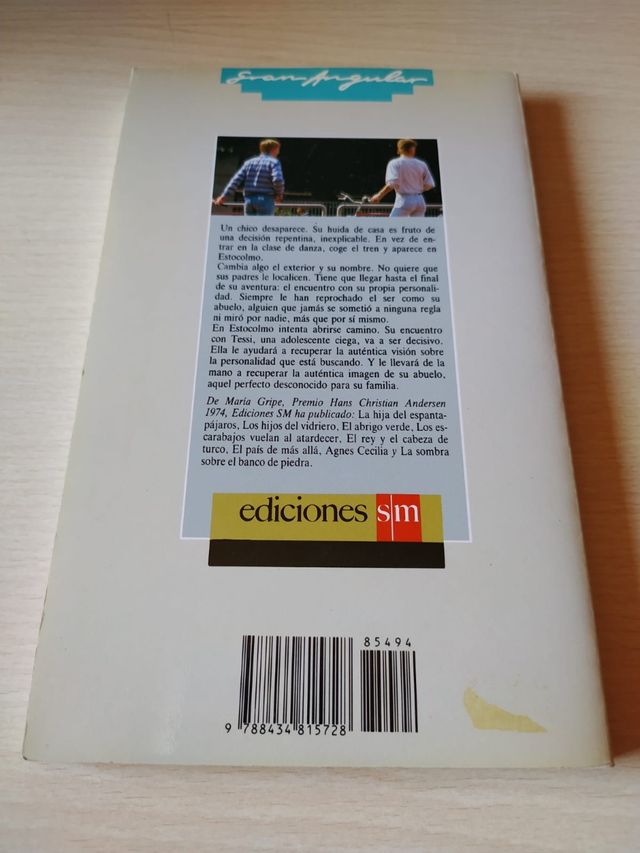 Gran Angular
Un chico desaparece. Su huida de casa es fruto de
una decisión repentina, inexplicable. En vez de en-
trar en la clase de danza, coge el tren y aparece en
Estocolmo.
Cambia algo el exterior y su nombre. No quiere que
sus padres le localicen. Tiene que llegar hasta el final
de su aventura: el encuentro con su propia personali-
dad. Siempre le han reprochado el ser como su
abuelo, alguien que jamás se sometió a ninguna regla
ni miró por nadie, más que por sí mismo.
En Estocolmo intenta abrirse camino. Su encuentro
con Tessi, una adolescente ciega, va a ser decisivo.
Ella le ayudará a recuperar la auténtica visión sobre
la personalidad que está buscando. Y le llevará de la
mano a recuperar la auténtica imagen de su abuelo,
aquel perfecto desconocido para su familia.
De María Gripe, Premio Hans Christian Andersen
1974, Ediciones SM ha publicado: La hija del espanta-
pájaros, Los hijos del vidriero, El abrigo verde, Los es-
carabajos vuelan al atardecer, El rey y el cabeza de
turco, El país de más allá, Agnes Cecilia y La sombra
sobre el banco de piedra.
ediciones s|m
85494
9 788434 815728